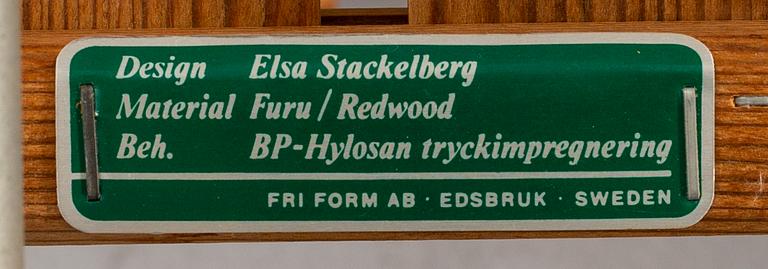 Design Elsa Stackelberg
Material Furu / Redwood
Beh. BP-Hylosan tryckimpregnering
FRI FORM AB · EDSBRUK · SWEDEN